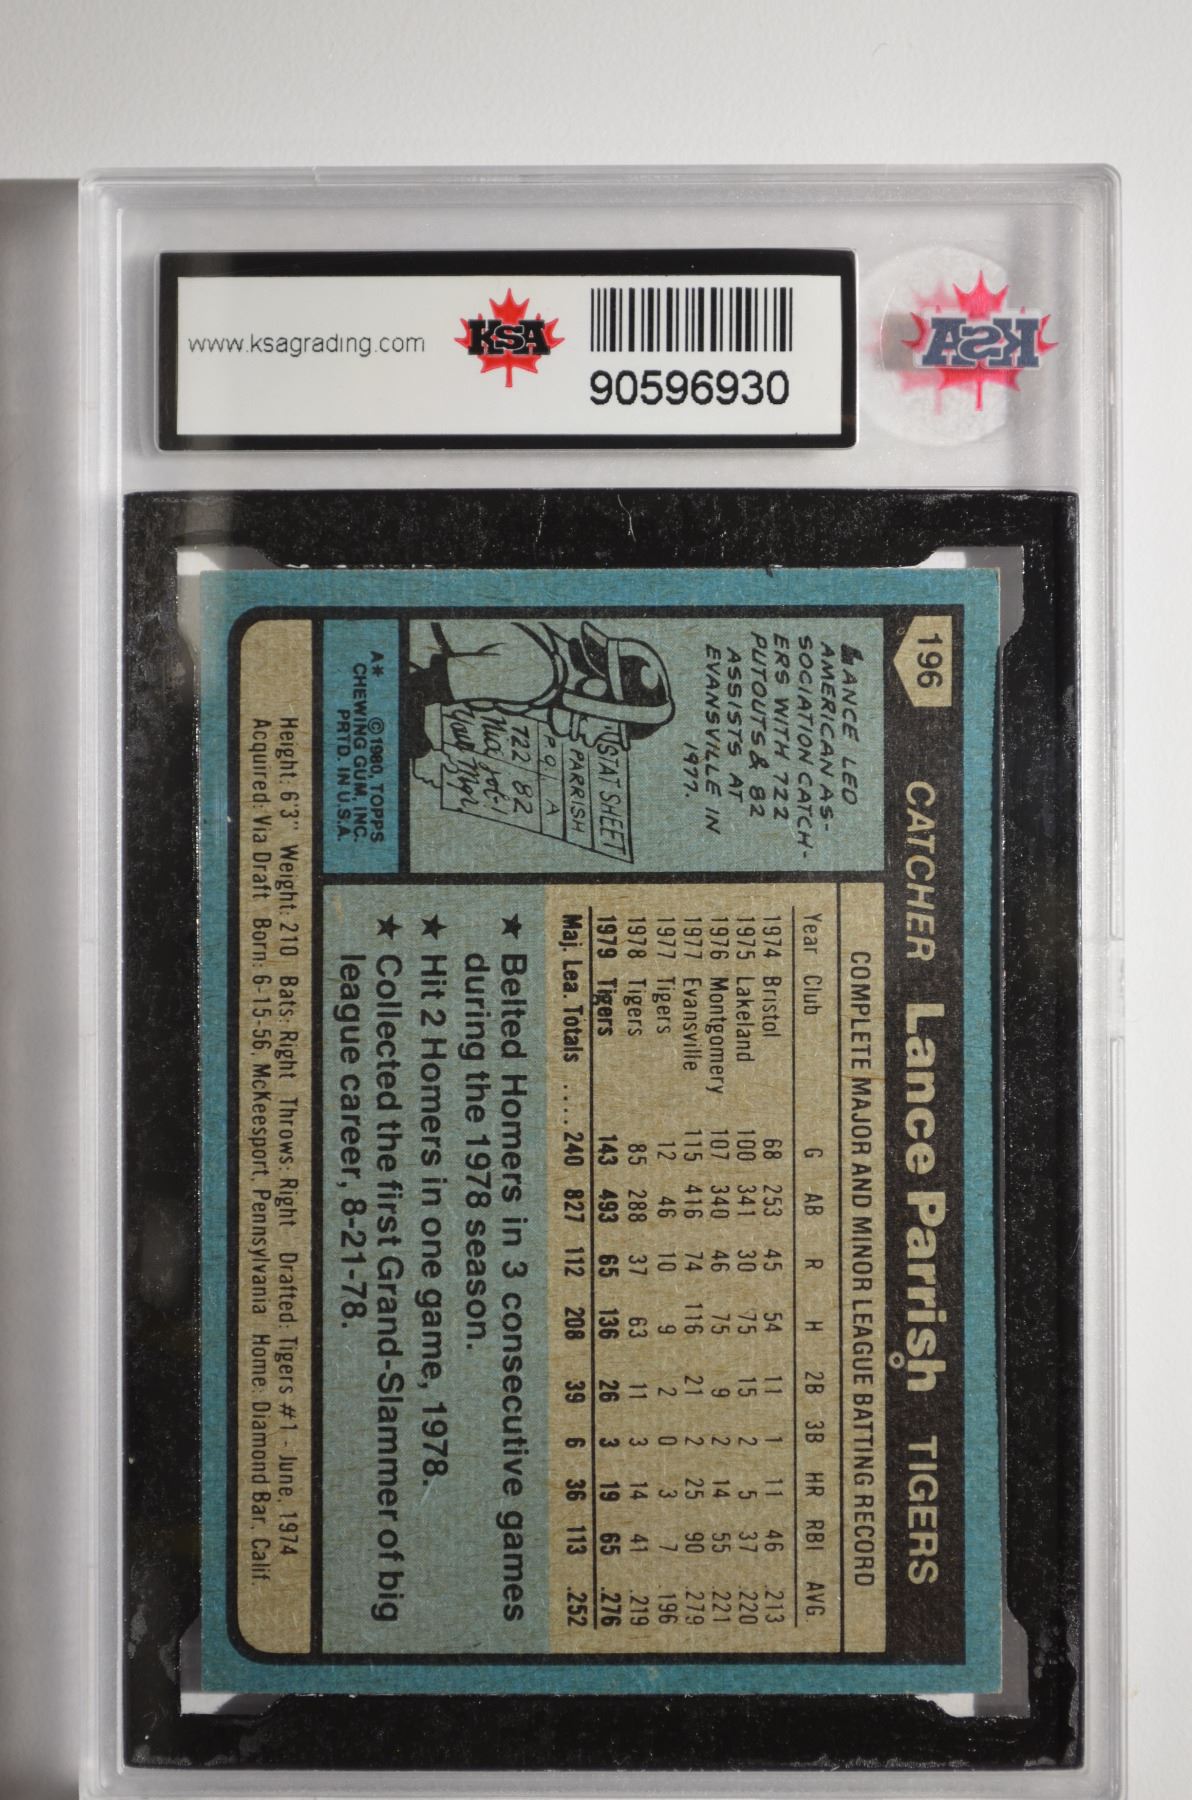 www.ksagrading.com
KSA
90596930
KSA
196
CATCHER Lance Parrish TIGERS
LANCE LEO
AMERICAN AS-
SOCIATION CATCH-
ERS WITH 722
PUTOUTS & 82
ASSISTS AT
EVANSVILLE IN
1977.
STAT SHEET
PARRISH
P.O. A
722 82
A* ©1980, TOPPS
CHEWING GUM, INC.
PRTD. IN U.S.A.
COMPLETE MAJOR AND MINOR LEAGUE BATTING RECORD
Year Club G AB R H 2B 3B HR RBI AVG.
1974 Bristol 68 253 45 54 11 1 11 46 .213
1975 Lakeland 100 341 30 75 15 2 5 37 .220
1976 Montgomery 107 340 46 75 9 2 14 55 .221
1977 Evansville 115 416 74 116 21 2 25 90 .279
1977 Tigers 12 46 10 9 2 0 3 7 .196
1978 Tigers 85 288 37 63 11 3 14 41 .219
1979 Tigers 143 493 65 136 26 3 19 65 .276
Maj. Lea. Totals ..... 240 827 112 208 39 6 36 113 .252
★ Belted Homers in 3 consecutive games
during the 1978 season.
★ Hit 2 Homers in one game, 1978.
★ Collected the first Grand-Slammer of big
league career, 8-21-78.
Height: 6'3" Weight: 210 Bats: Right Throws: Right Drafted: Tigers #1 - June, 1974
Acquired: Via Draft Born: 6-15-56, McKeesport, Pennsylvania Home: Diamond Bar, Calif.